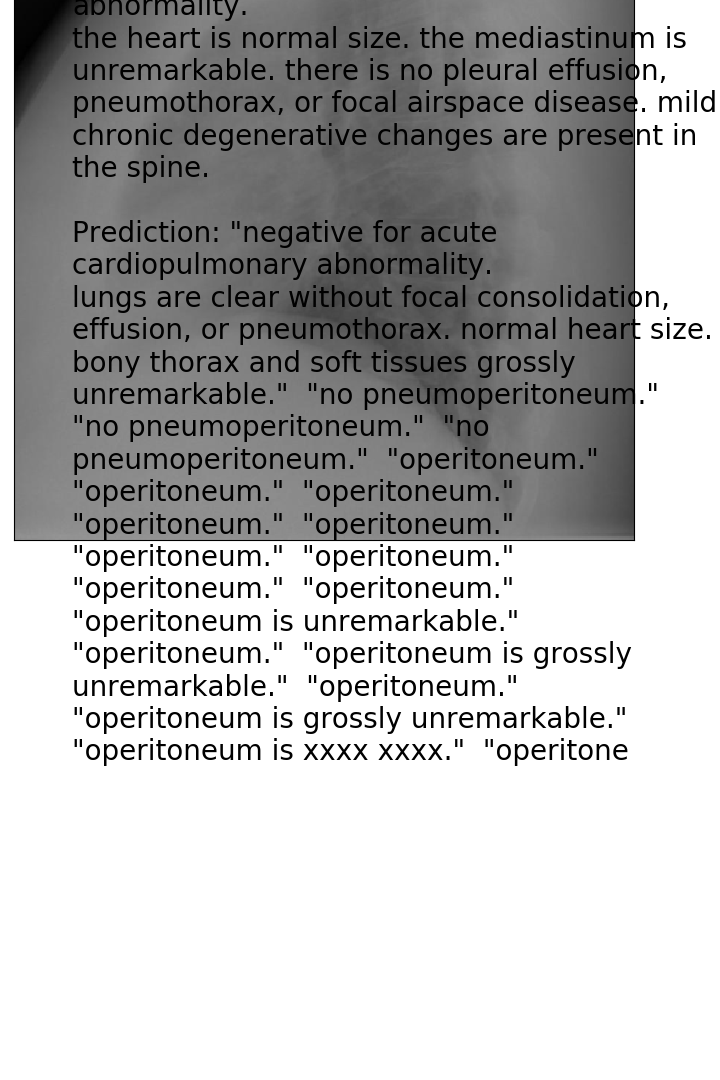 abnormality.
the heart is normal size. the mediastinum is
unremarkable. there is no pleural effusion,
pneumothorax, or focal airspace disease. mild
chronic degenerative changes are present in
the spine.
Prediction: "negative for acute
cardiopulmonary abnormality.
lungs are clear without focal consolidation,
effusion, or pneumothorax. normal heart size.
bony thorax and soft tissues grossly
unremarkable."  "no pneumoperitoneum."
"no pneumoperitoneum."  "no
pneumoperitoneum."  "operitoneum."
"operitoneum."  "operitoneum."
"operitoneum."  "operitoneum."
"operitoneum."  "operitoneum."
"operitoneum."  "operitoneum."
"operitoneum is unremarkable."
"operitoneum."  "operitoneum is grossly
unremarkable."  "operitoneum."
"operitoneum is grossly unremarkable."
"operitoneum is xxxx xxxx."  "operitone